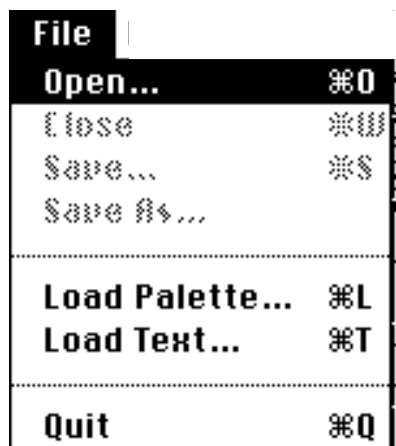 File
Open... ⌘O
Close ⌘W
Save... ⌘S
Save As...
Load Palette... ⌘L
Load Text... ⌘T
Quit ⌘Q